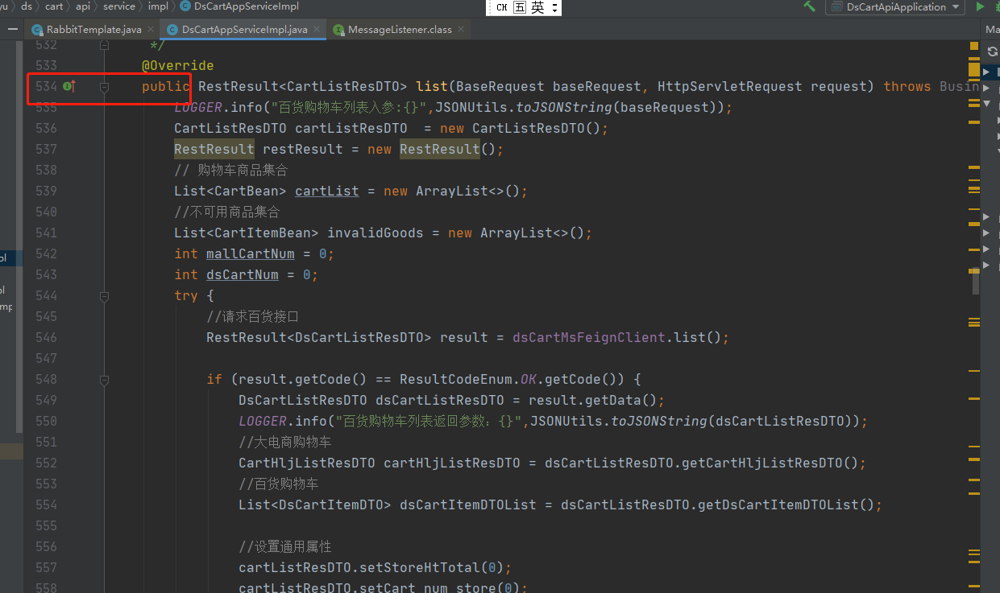 yu > ds > cart > api > service > impl > DsCartAppServiceImpl
CH 五 英
DsCartApiApplication
RabbitTemplate.java
DsCartAppServiceImpl.java
MessageListener.class
Ma
532 */
533 @Override
534 public RestResult<CartListResDTO> list(BaseRequest baseRequest, HttpServletRequest request) throws Busin
535 LOGGER.info("百货购物车列表入参:{}",JSONUtils.toJSONString(baseRequest));
536 CartListResDTO cartListResDTO  = new CartListResDTO();
537 RestResult restResult = new RestResult();
538 // 购物车商品集合
539 List<CartBean> cartList = new ArrayList<>();
540 //不可用商品集合
541 List<CartItemBean> invalidGoods = new ArrayList<>();
542 int mallCartNum = 0;
543 int dsCartNum = 0;
544 try {
545 //请求百货接口
546 RestResult<DsCartListResDTO> result = dsCartMsFeignClient.list();
547
548 if (result.getCode() == ResultCodeEnum.OK.getCode()) {
549 DsCartListResDTO dsCartListResDTO = result.getData();
550 LOGGER.info("百货购物车列表返回参数: {}",JSONUtils.toJSONString(dsCartListResDTO));
551 //大电商购物车
552 CartHljListResDTO cartHljListResDTO = dsCartListResDTO.getCartHljListResDTO();
553 //百货购物车
554 List<DsCartItemDTO> dsCartItemDTOList = dsCartListResDTO.getDsCartItemDTOList();
555
556 //设置通用属性
557 cartListResDTO.setStoreHtTotal(0);
558 cartListResDTO.setCart_num_store(0);